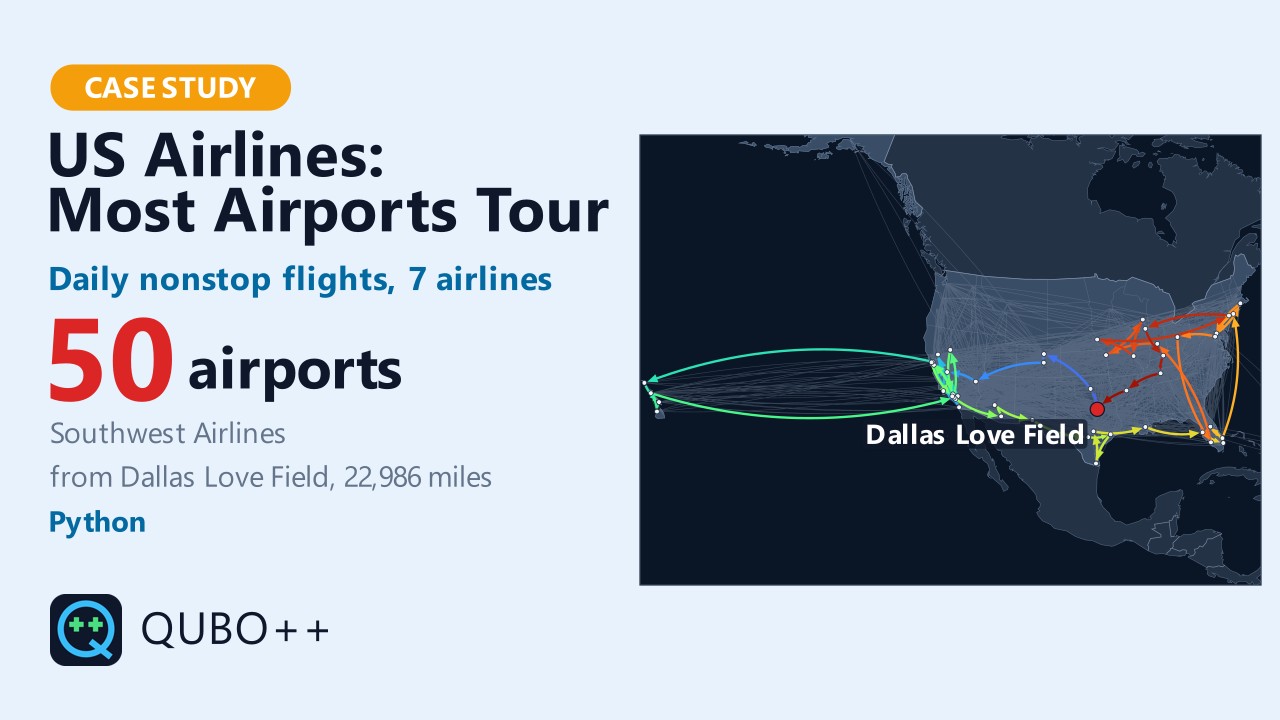 CASE STUDY
US Airlines:
Most Airports Tour
Daily nonstop flights, 7 airlines
50 airports
Southwest Airlines
from Dallas Love Field, 22,986 miles
Python
QUBO++
Dallas Love Field